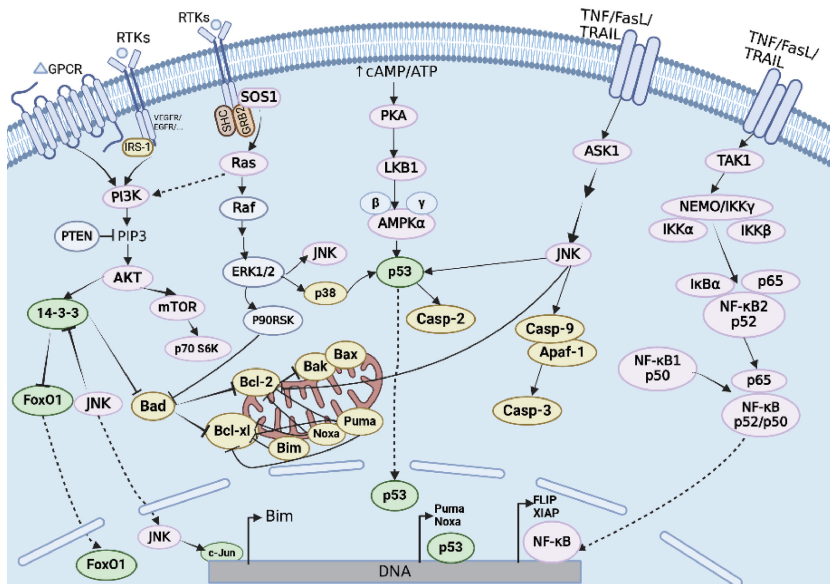 RTKs
RTKs
TNF/FasL/
TRAIL
TNF/FasL/
TRAIL
GPCR
↑cAMP/ATP
SOS1
SHC
GRB2
VEGFR/
EGFR/...
IRS-1
PKA
ASK1
TAK1
Ras
LKB1
PI3K
Raf
β
γ
AMPKα
NEMO/IKKγ
IKKα
IKKβ
PTEN
PIP3
JNK
JNK
ERK1/2
p53
AKT
p38
IκBα
p65
NF-κB2
p52
mTOR
14-3-3
P90RSK
Casp-2
Casp-9
Apaf-1
p70 S6K
Bak
Bax
NF-κB1
p50
p65
Bcl-2
FoxO1
JNK
Bad
Casp-3
NF-κB
p52/p50
Bcl-xl
Noxa
Puma
Bim
p53
Puma
Noxa
FLIP
XIAP
Bim
JNK
c-Jun
p53
NF-κB
FoxO1
DNA